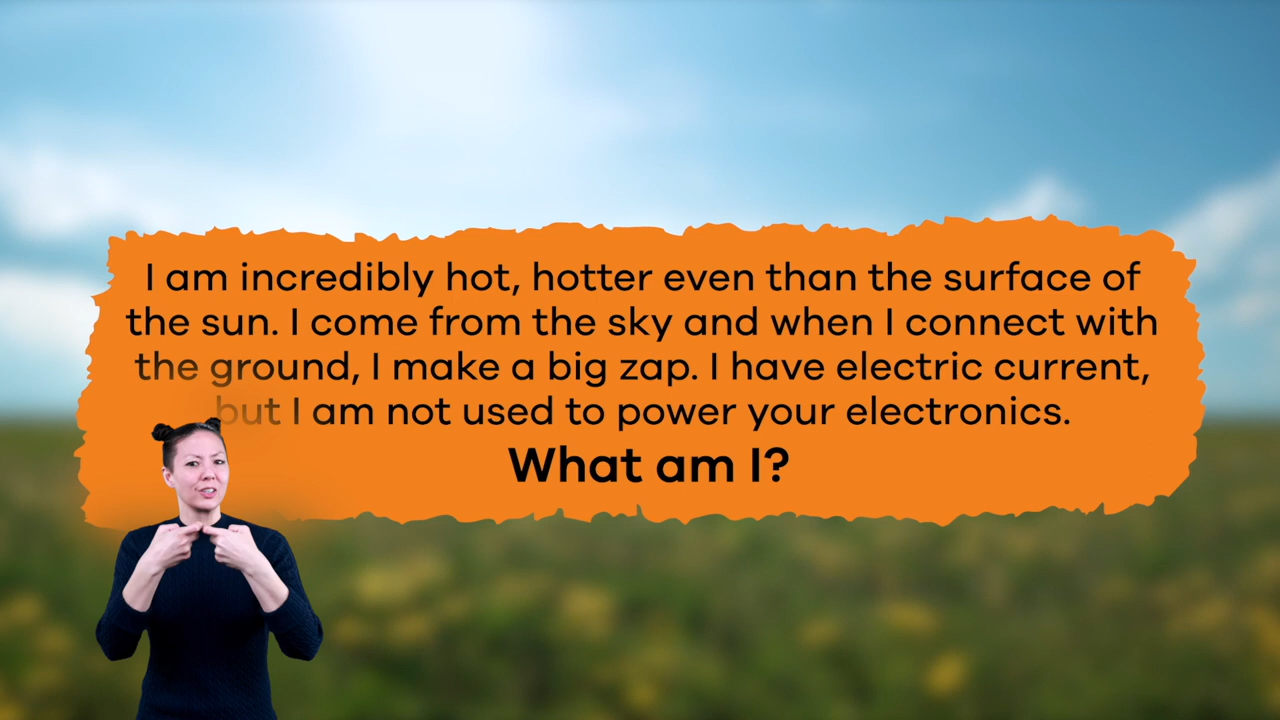 I am incredibly hot, hotter even than the surface of
the sun. I come from the sky and when I connect with
the ground, I make a big zap. I have electric current,
but I am not used to power your electronics.
What am I?